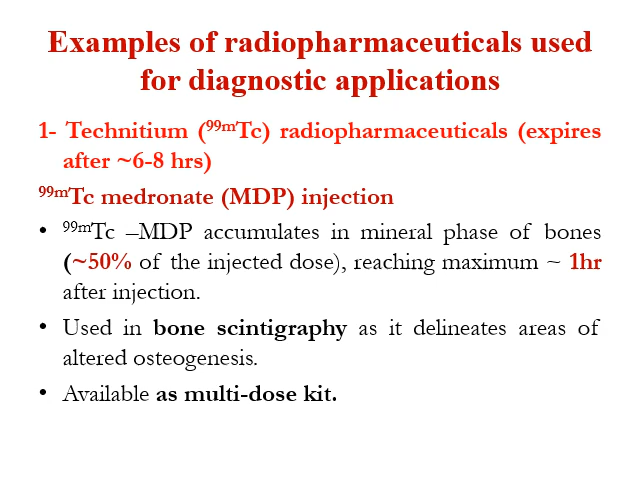 Examples of radiopharmaceuticals used
for diagnostic applications
1- Technitium (⁹⁹ᵐTc) radiopharmaceuticals (expires
after ~6-8 hrs)
⁹⁹ᵐTc medronate (MDP) injection
• ⁹⁹ᵐTc –MDP accumulates in mineral phase of bones
(~50% of the injected dose), reaching maximum ~ 1hr
after injection.
• Used in bone scintigraphy as it delineates areas of
altered osteogenesis.
• Available as multi-dose kit.